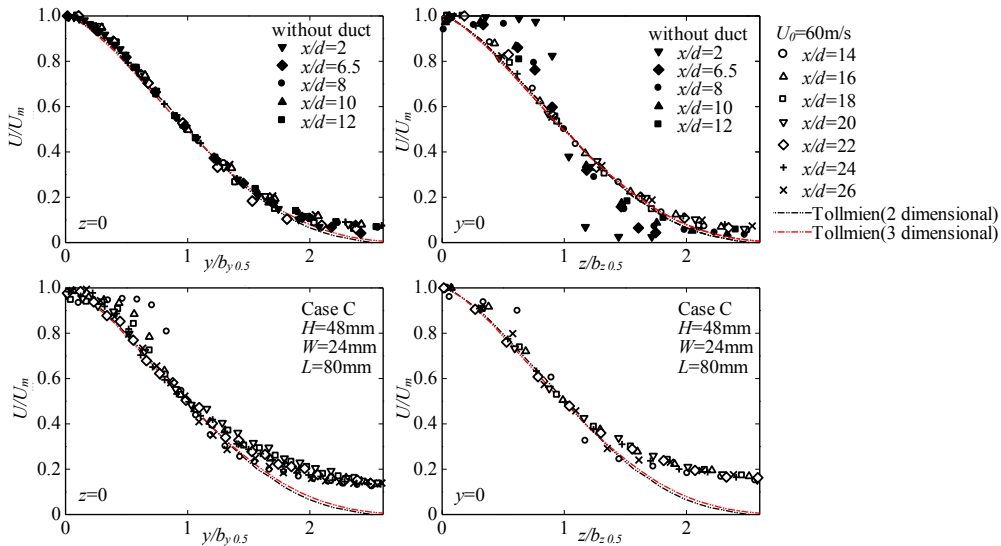 1.0
0.8
0.6
0.4
0.2
0.0
U/Um
without duct
x/d=2
x/d=6.5
x/d=8
x/d=10
x/d=12
z=0
0 1 2
y/by 0.5
1.0
0.8
0.6
0.4
0.2
0.0
U/Um
without duct
x/d=2
x/d=6.5
x/d=8
x/d=10
x/d=12
y=0
0 1 2
z/bz 0.5
U0=60m/s
x/d=14
x/d=16
x/d=18
x/d=20
x/d=22
x/d=24
x/d=26
Tollmien(2 dimensional)
Tollmien(3 dimensional)
1.0
0.8
0.6
0.4
0.2
0
U/Um
Case C
H=48mm
W=24mm
L=80mm
z=0
0 1 2
y/by 0.5
1.0
0.8
0.6
0.4
0.2
0
U/Um
Case C
H=48mm
W=24mm
L=80mm
y=0
0 1 2
z/bz 0.5